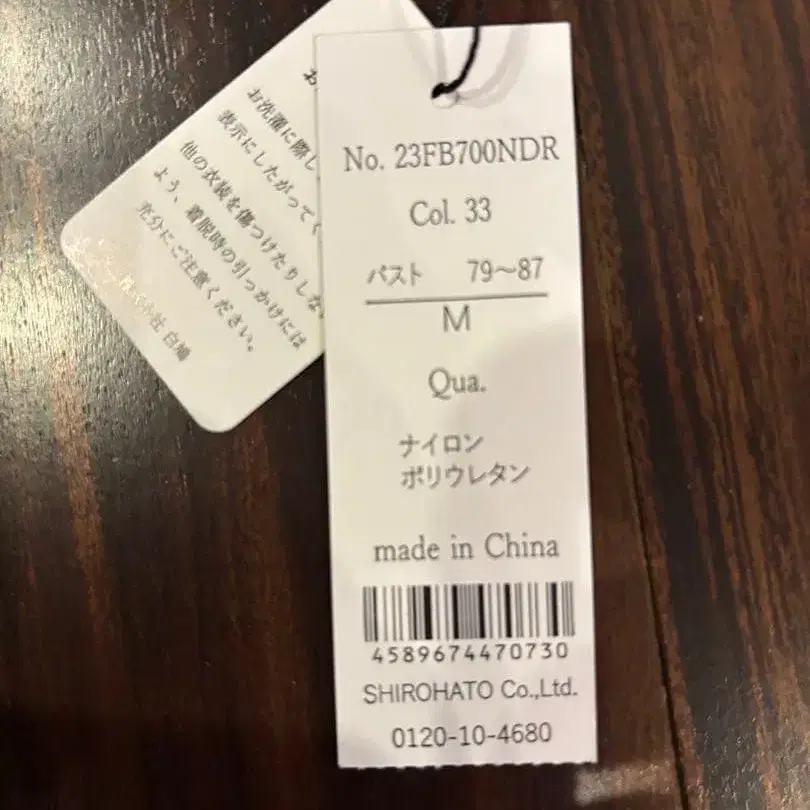 お
お洗濯に際し
表示にしたがってく
他の衣装を傷つけたりしな
よう、着脱時の引っかけには
充分にご注意ください。
白鳩
No. 23FB700NDR
Col. 33
バスト 79～87
M
Qua.
ナイロン
ポリウレタン
made in China
4589674470730
SHIROHATO Co.,Ltd.
0120-10-4680